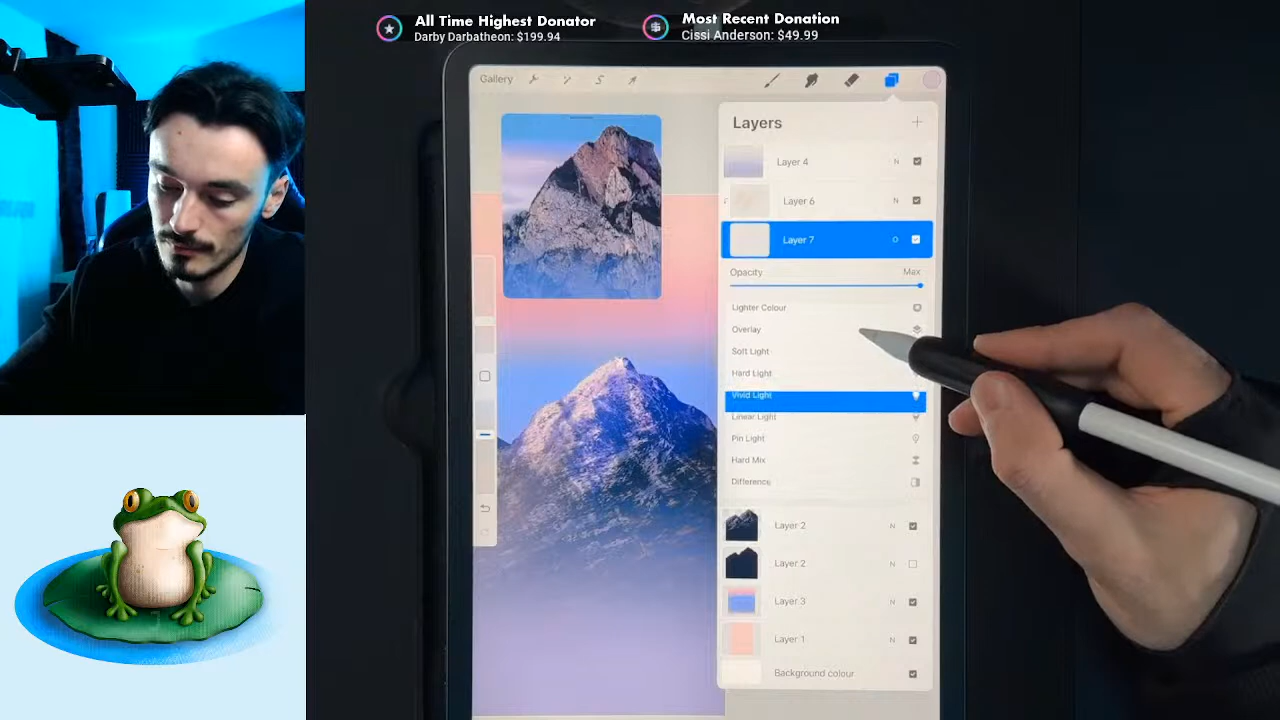 All Time Highest Donator
Darby Darbatheon: $199.94
Most Recent Donation
Cissi Anderson: $49.99
Gallery
Layers
Layer 4 N
Layer 6 N
Layer 7 O
Opacity Max
Lighter Colour
Overlay
Soft Light
Hard Light
Vivid Light
Linear Light
Pin Light
Hard Mix
Difference
Layer 2 N
Layer 2 N
Layer 3 N
Layer 1 N
Background colour